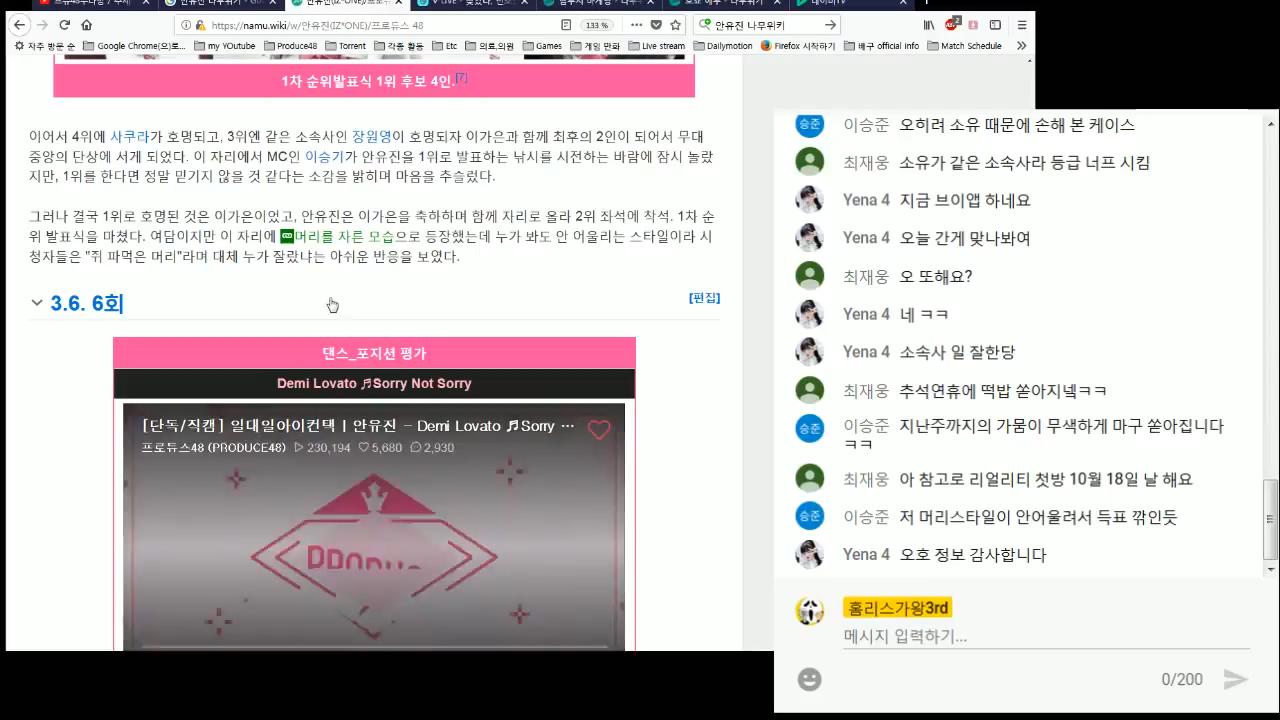 안유진 나무위키
https://namu.wiki/w/안유진(IZ*ONE)/프로듀스 48
133 %
안유진 나무위키
2
자주 방문 순
Google Chrome(으)로...
my YouTube
Produce48
Torrent
각종 활동
Etc
의료,의원
Games
게임 만화
Live stream
Dailymotion
Firefox 시작하기
배구 official info
Match Schedule
1차 순위발표식 1위 후보 4인.[7]
이어서 4위에 사쿠라가 호명되고, 3위엔 같은 소속사인 장원영이 호명되자 이가은과 함께 최후의 2인이 되어서 무대
중앙의 단상에 서게 되었다. 이 자리에서 MC인 이승기가 안유진을 1위로 발표하는 낚시를 시전하는 바람에 잠시 놀랐
지만, 1위를 한다면 정말 믿기지 않을 것 같다는 소감을 밝히며 마음을 추슬렀다.
그러나 결국 1위로 호명된 것은 이가은이었고, 안유진은 이가은을 축하하며 함께 자리로 올라 2위 좌석에 착석. 1차 순
위 발표식을 마쳤다. 여담이지만 이 자리에 머리를 자른 모습으로 등장했는데 누가 봐도 안 어울리는 스타일이라 시
청자들은 "쥐 파먹은 머리"라며 대체 누가 잘랐냐는 아쉬운 반응을 보였다.
3.6. 6회
[편집]
댄스_포지션 평가
Demi Lovato ♬Sorry Not Sorry
[단독/직캠] 일대일아이컨택ㅣ안유진 - Demi Lovato ♬Sorry ...
프로듀스48 (PRODUCE48) ▷ 230,194 ♡ 5,680 2,930
승준 이승준 오히려 소유 때문에 손해 본 케이스
최재웅 소유가 같은 소속사라 등급 너프 시킴
Yena 4 지금 브이앱 하네요
Yena 4 오늘 간게 맞나봐여
최재웅 오 또해요?
Yena 4 네 ㅋㅋ
Yena 4 소속사 일 잘한당
최재웅 추석연휴에 떡밥 쏟아지넼ㅋㅋ
승준 이승준 지난주까지의 가뭄이 무색하게 마구 쏟아집니다
ㅋㅋ
최재웅 아 참고로 리얼리티 첫방 10월 18일 날 해요
승준 이승준 저 머리스타일이 안어울려서 득표 깎인듯
Yena 4 오호 정보 감사합니다
홈리스가왕3rd
메시지 입력하기...
0/200